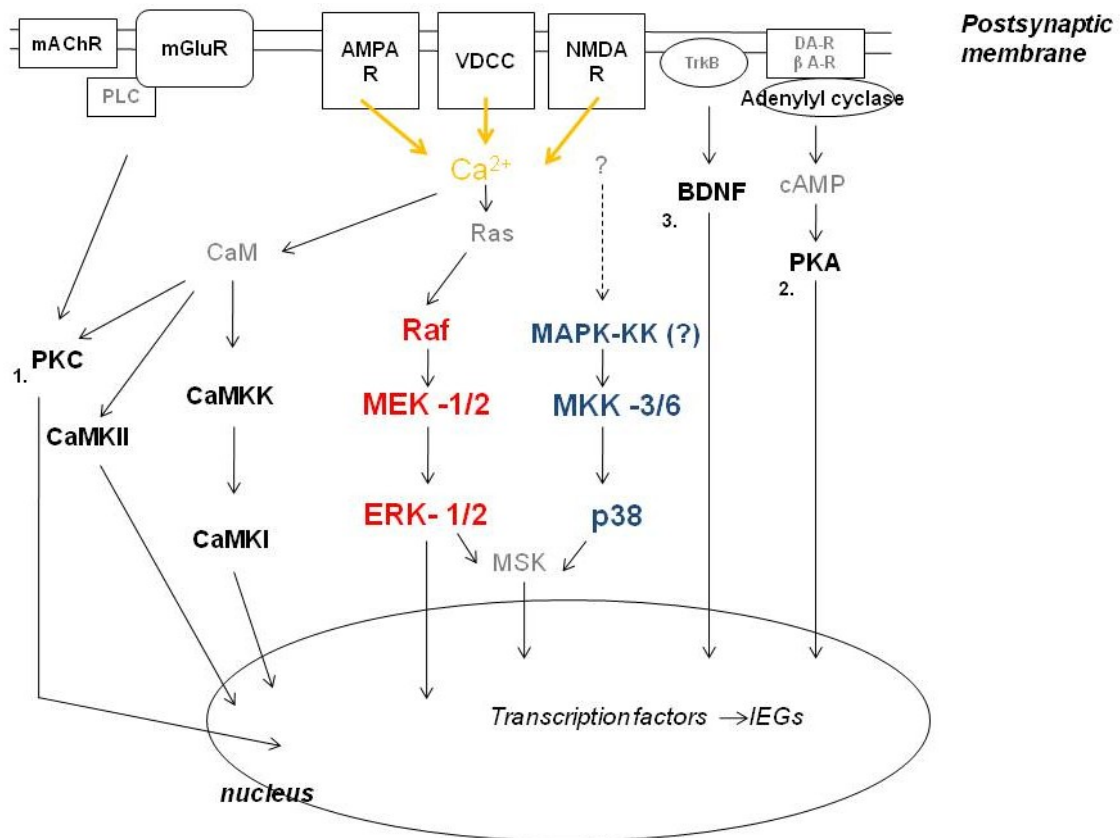 Postsynaptic
membrane
mAChR
mGluR
PLC
AMPA
R
VDCC
NMDA
R
TrkB
DA-R
β A-R
Adenylyl cyclase
Ca2+
?
BDNF
3.
cAMP
Ras
CaM
PKA
2.
Raf
MAPK-KK (?)
PKC
1.
CaMKK
MEK -1/2
MKK -3/6
CaMKII
ERK- 1/2
p38
CaMKI
MSK
Transcription factors →IEGs
nucleus